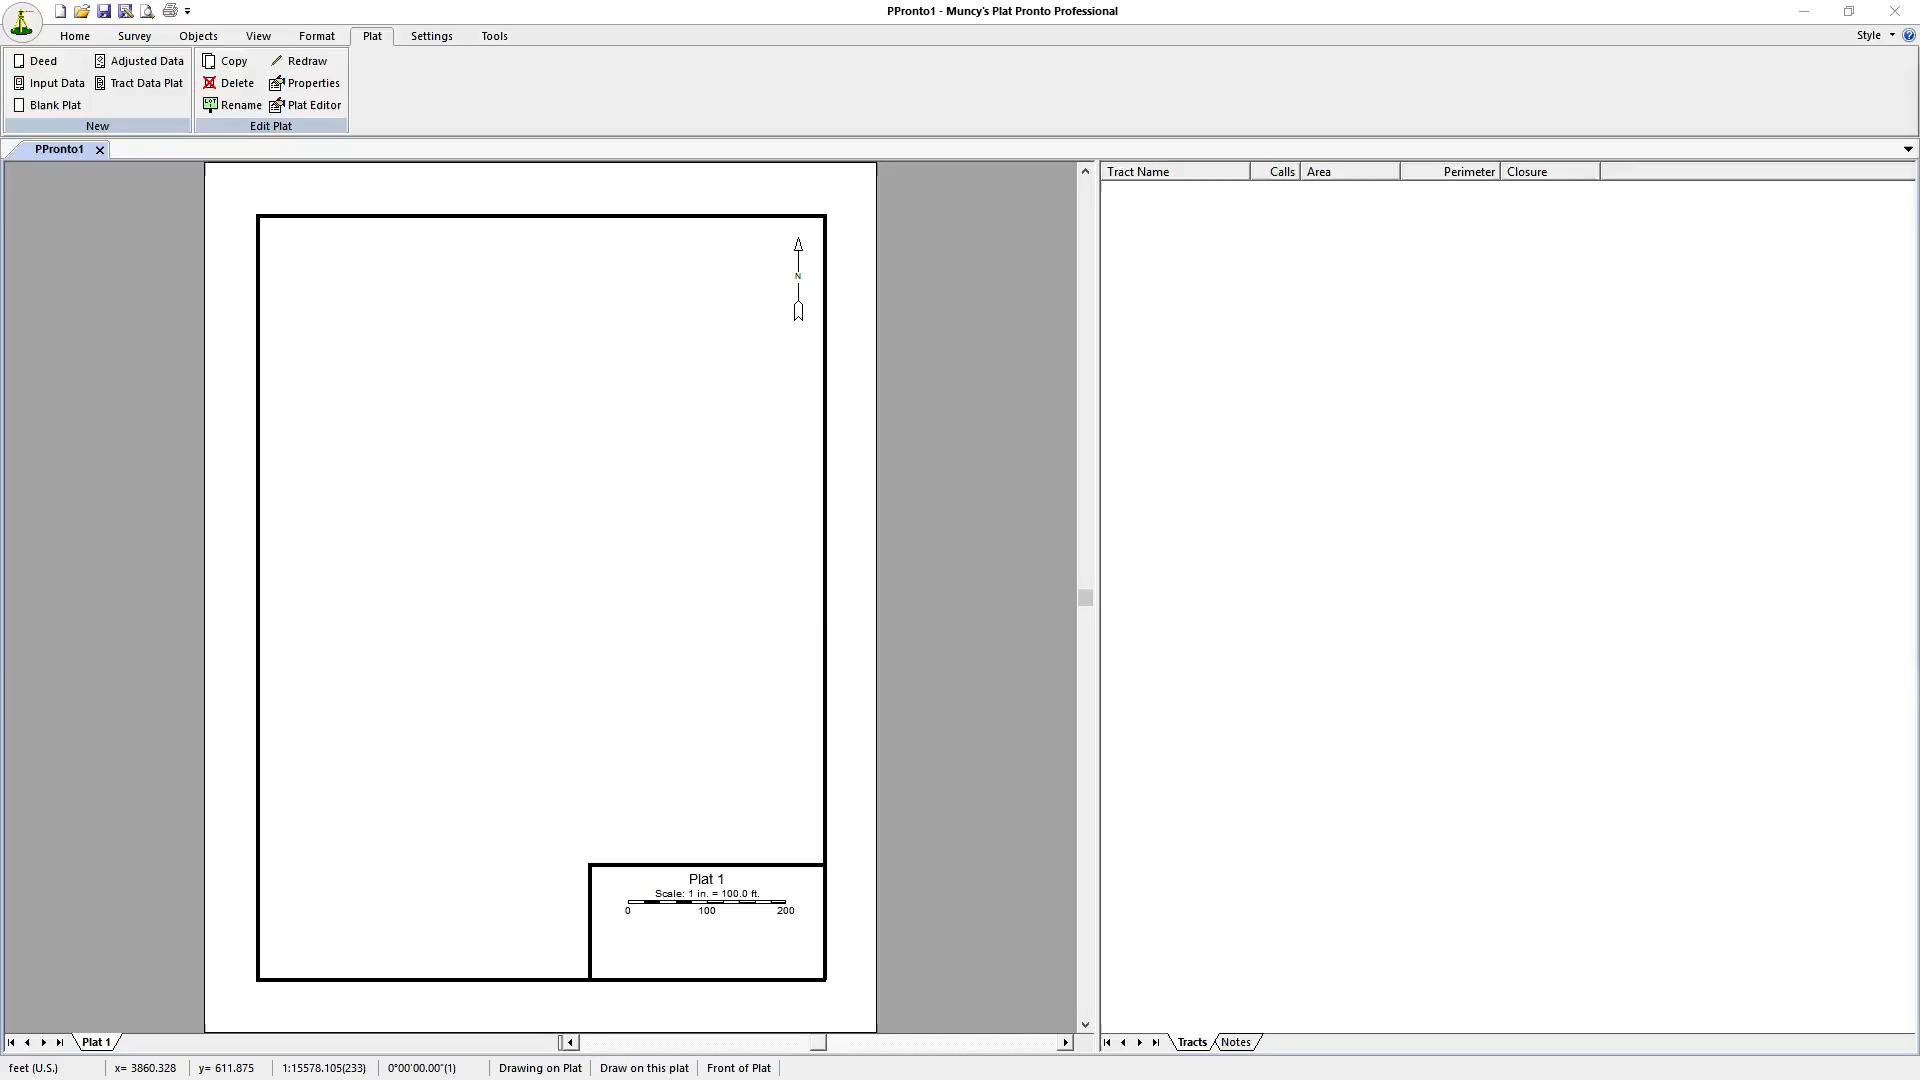 PPronto1 - Muncy's Plat Pronto Professional
Home Survey Objects View Format Plat Settings Tools Style
Deed Adjusted Data Copy Redraw
Input Data Tract Data Plat Delete Properties
Blank Plat Rename Plat Editor
New Edit Plat
PPronto1
Tract Name Calls Area Perimeter Closure
N
Plat 1
Scale: 1 in. = 100.0 ft.
0 100 200
Plat 1 Tracts Notes
feet (U.S.) x= 3860.328 y= 611.875 1:15578.105(233) 0°00'00.00"(1) Drawing on Plat Draw on this plat Front of Plat